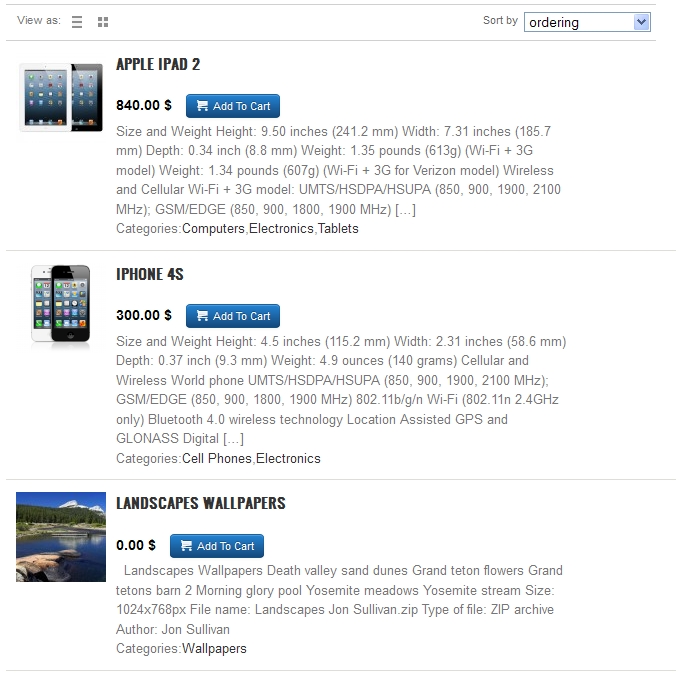 View as:
Sort by ordering
APPLE IPAD 2
840.00 $ Add To Cart
Size and Weight Height: 9.50 inches (241.2 mm) Width: 7.31 inches (185.7
mm) Depth: 0.34 inch (8.8 mm) Weight: 1.35 pounds (613g) (Wi-Fi + 3G
model) Weight: 1.34 pounds (607g) (Wi-Fi + 3G for Verizon model) Wireless
and Cellular Wi-Fi + 3G model: UMTS/HSDPA/HSUPA (850, 900, 1900, 2100
MHz); GSM/EDGE (850, 900, 1800, 1900 MHz) [...]
Categories:Computers,Electronics,Tablets
IPHONE 4S
300.00 $ Add To Cart
Size and Weight Height: 4.5 inches (115.2 mm) Width: 2.31 inches (58.6 mm)
Depth: 0.37 inch (9.3 mm) Weight: 4.9 ounces (140 grams) Cellular and
Wireless World phone UMTS/HSDPA/HSUPA (850, 900, 1900, 2100 MHz);
GSM/EDGE (850, 900, 1800, 1900 MHz) 802.11b/g/n Wi-Fi (802.11n 2.4GHz
only) Bluetooth 4.0 wireless technology Location Assisted GPS and
GLONASS Digital [...]
Categories:Cell Phones,Electronics
LANDSCAPES WALLPAPERS
0.00 $ Add To Cart
Landscapes Wallpapers Death valley sand dunes Grand teton flowers Grand
tetons barn 2 Morning glory pool Yosemite meadows Yosemite stream Size:
1024x768px File name: Landscapes Jon Sullivan.zip Type of file: ZIP archive
Author: Jon Sullivan
Categories:Wallpapers